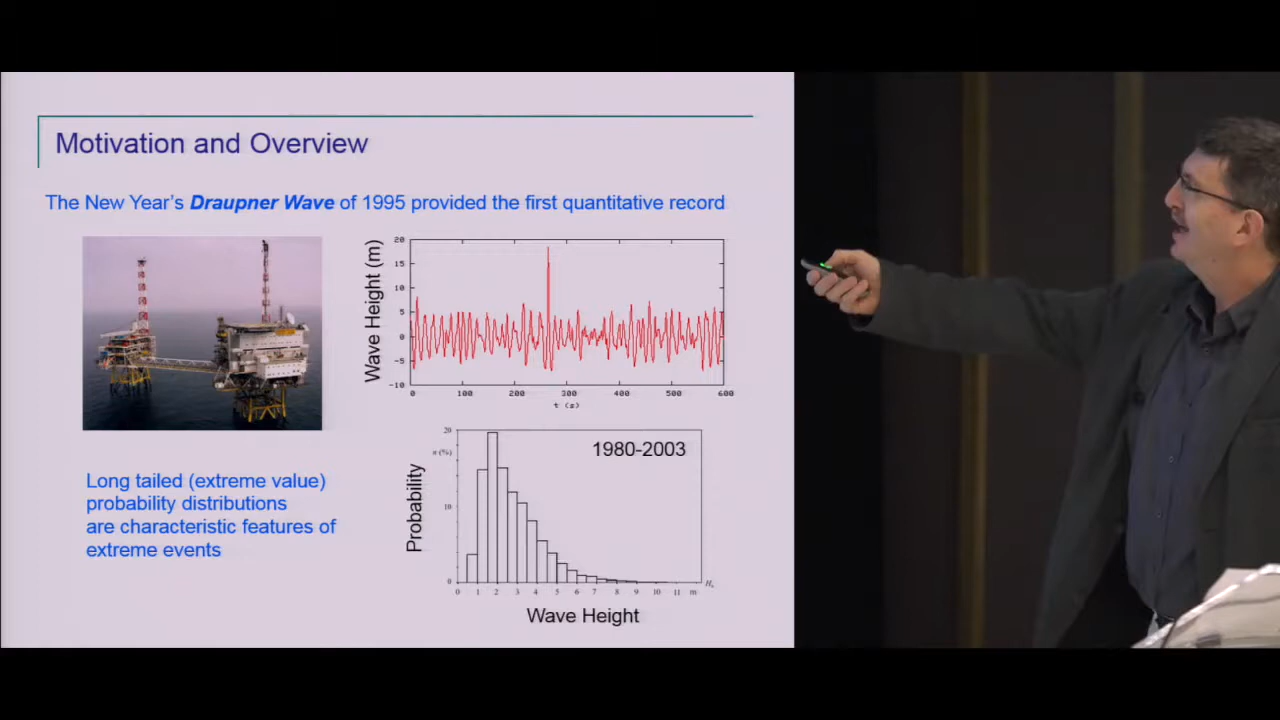 Motivation and Overview
The New Year's Draupner Wave of 1995 provided the first quantitative record
Wave Height (m)
20
15
10
5
0
-5
-10
0 100 200 300 400 500 600
t (s)
Long tailed (extreme value)
probability distributions
are characteristic features of
extreme events
1980-2003
Probability
20
n (%)
10
0
0 1 2 3 4 5 6 7 8 9 10 11 m
Hs
Wave Height